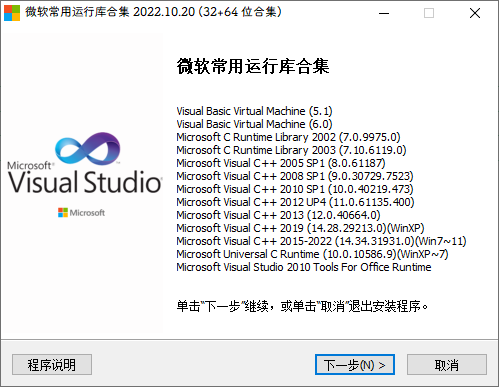 微软常用运行库合集 2022.10.20 (32+64 位合集)
微软常用运行库合集
Visual Basic Virtual Machine (5.1)
Visual Basic Virtual Machine (6.0)
Microsoft C Runtime Library 2002 (7.0.9975.0)
Microsoft C Runtime Library 2003 (7.10.6119.0)
Microsoft Visual C++ 2005 SP1 (8.0.61187)
Microsoft Visual C++ 2008 SP1 (9.0.30729.7523)
Microsoft Visual C++ 2010 SP1 (10.0.40219.473)
Microsoft Visual C++ 2012 UP4 (11.0.61135.400)
Microsoft Visual C++ 2013 (12.0.40664.0)
Microsoft Visual C++ 2019 (14.28.29213.0)(WinXP)
Microsoft Visual C++ 2015-2022 (14.34.31931.0)(Win7~11)
Microsoft Universal C Runtime (10.0.10586.9)(WinXP~7)
Microsoft Visual Studio 2010 Tools For Office Runtime
Microsoft®
Visual Studio
Microsoft
单击“下一步”继续，或单击“取消”退出安装程序。
程序说明
下一步(N) >
取消